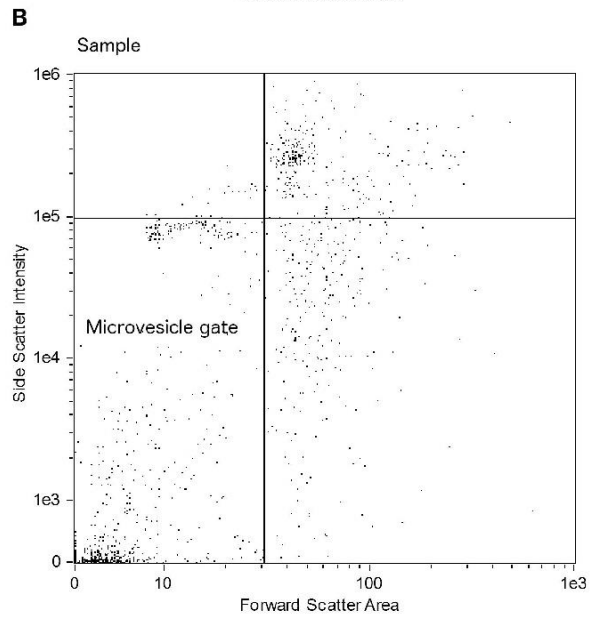 B
Sample
1e6
1e5
Side Scatter Intensity
Microvesicle gate
1e4
1e3
0
0 10 100 1e3
Forward Scatter Area